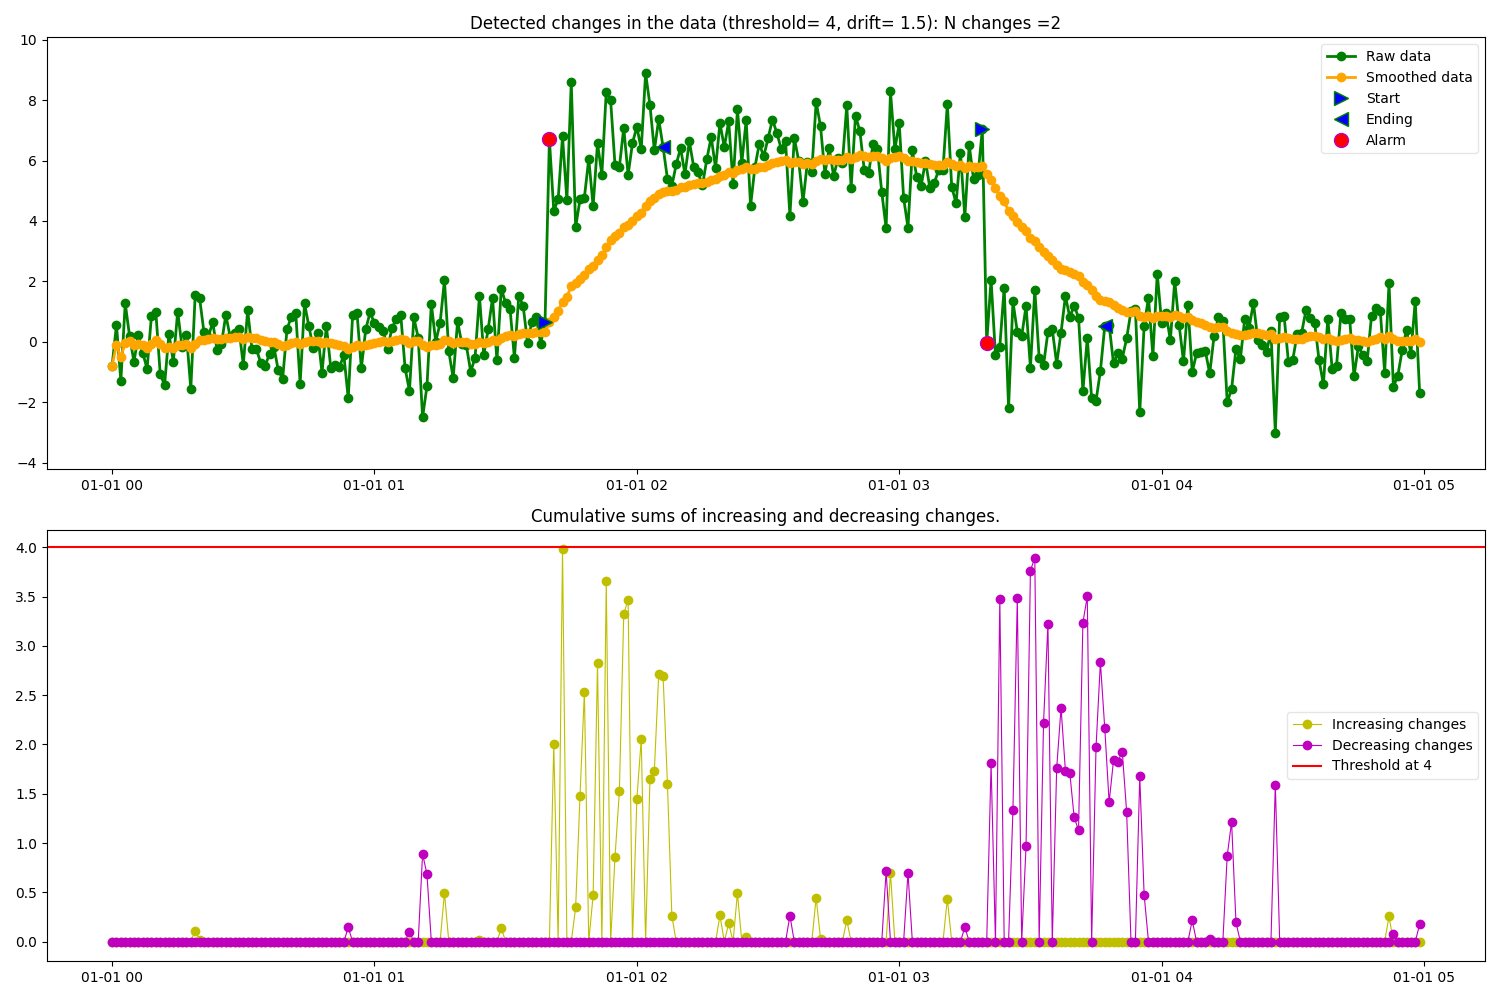 Detected changes in the data (threshold= 4, drift= 1.5): N changes =2
10
8
6
4
2
0
−2
−4
Raw data
Smoothed data
Start
Ending
Alarm
01-01 00
01-01 01
01-01 02
01-01 03
01-01 04
01-01 05
Cumulative sums of increasing and decreasing changes.
4.0
3.5
3.0
2.5
2.0
1.5
1.0
0.5
0.0
Increasing changes
Decreasing changes
Threshold at 4
01-01 00
01-01 01
01-01 02
01-01 03
01-01 04
01-01 05